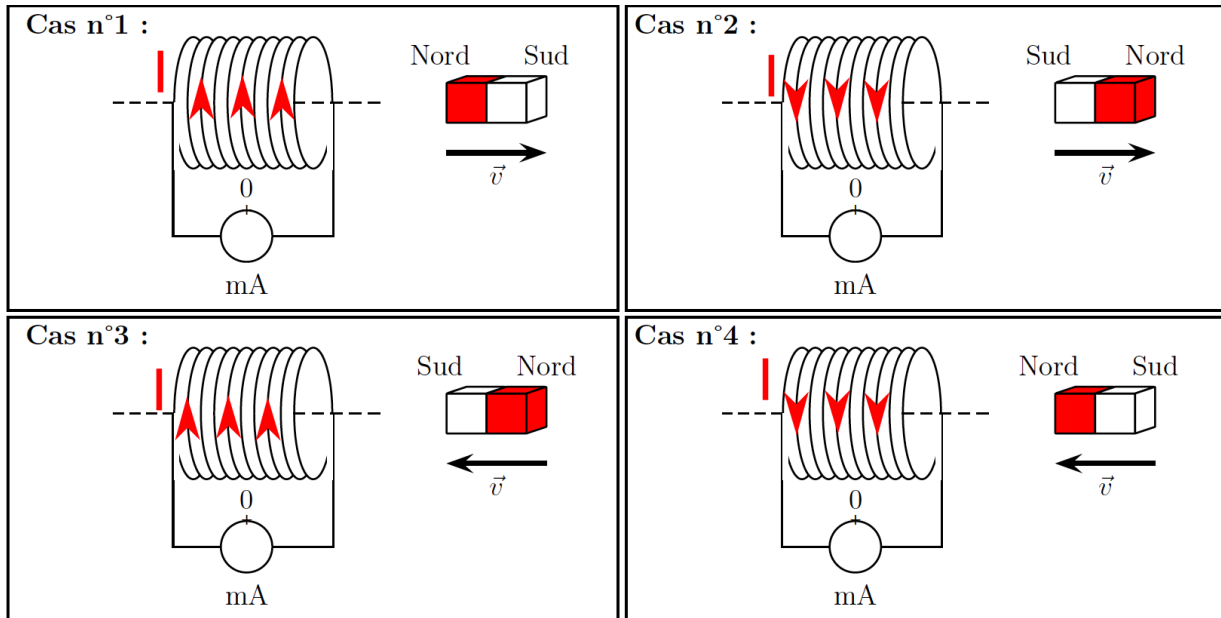 Cas n°1 :
Nord Sud
v⃗
0
+
mA
Cas n°2 :
Sud Nord
v⃗
0
+
mA
Cas n°3 :
Sud Nord
v⃗
0
+
mA
Cas n°4 :
Nord Sud
v⃗
0
+
mA